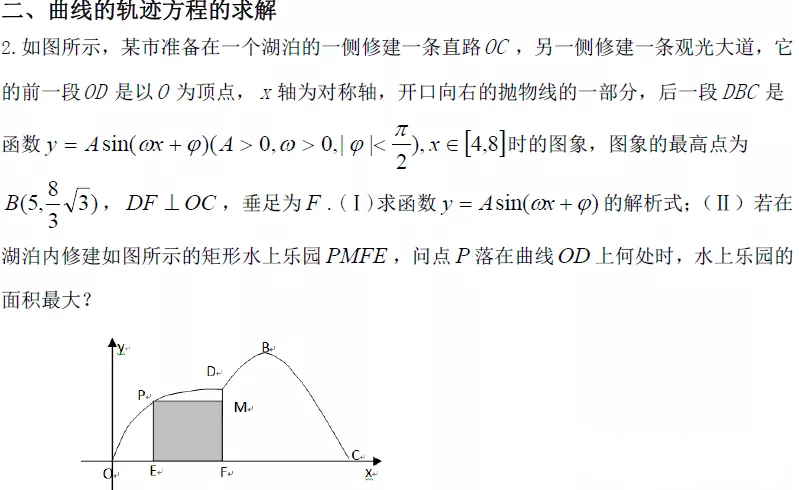 二、曲线的轨迹方程的求解
2.如图所示，某市准备在一个湖泊的一侧修建一条直路OC，另一侧修建一条观光大道，它
的前一段OD是以O为顶点，x轴为对称轴，开口向右的抛物线的一部分，后一段DBC是
函数y = A sin(ωx + φ)(A > 0, ω > 0, |φ| < π/2), x ∈ [4,8]时的图象，图象的最高点为
B(5, 8/3 √3)，DF ⊥ OC，垂足为F.(Ⅰ)求函数y = A sin(ωx + φ)的解析式；(Ⅱ)若在
湖泊内修建如图所示的矩形水上乐园PMFE，问点P落在曲线OD上何处时，水上乐园的
面积最大？
y
B
D
P
M
O
E
F
C
x